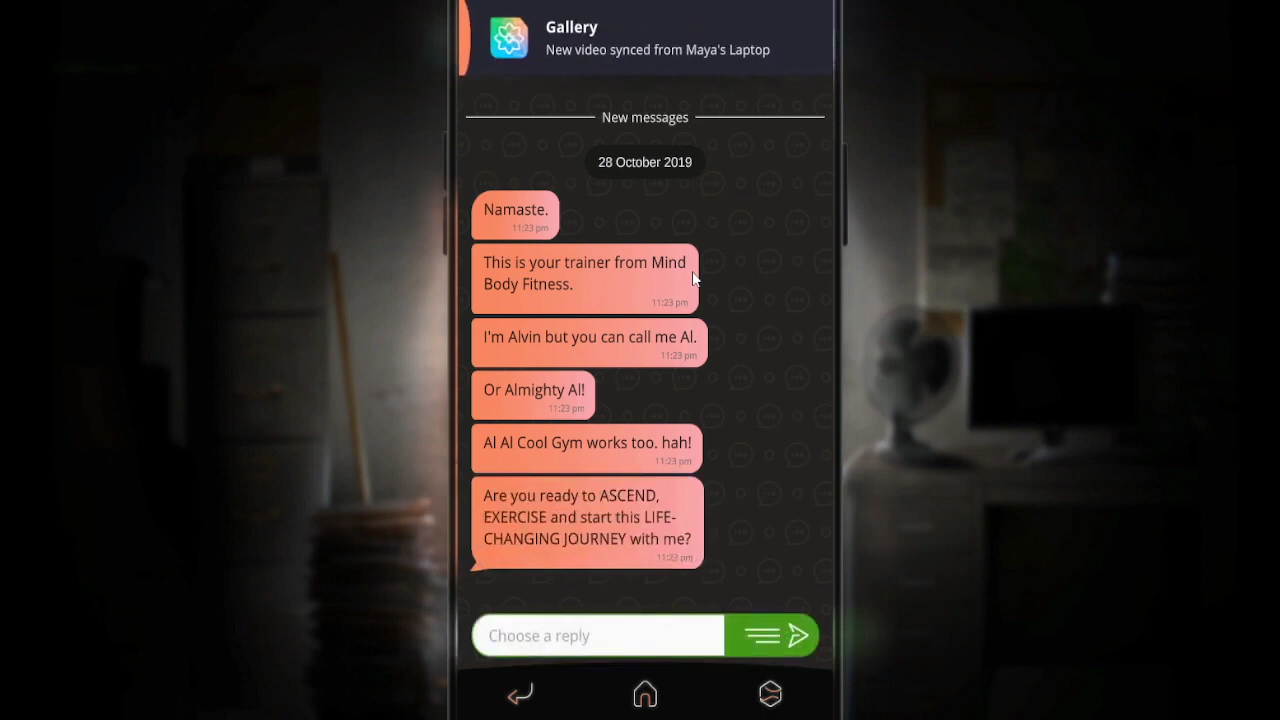 Gallery
New video synced from Maya's Laptop
New messages
28 October 2019
Namaste.
11:23 pm
This is your trainer from Mind
Body Fitness.
11:23 pm
I'm Alvin but you can call me Al.
11:23 pm
Or Almighty Al!
11:23 pm
Al Al Cool Gym works too. hah!
11:23 pm
Are you ready to ASCEND,
EXERCISE and start this LIFE-
CHANGING JOURNEY with me?
11:23 pm
Choose a reply